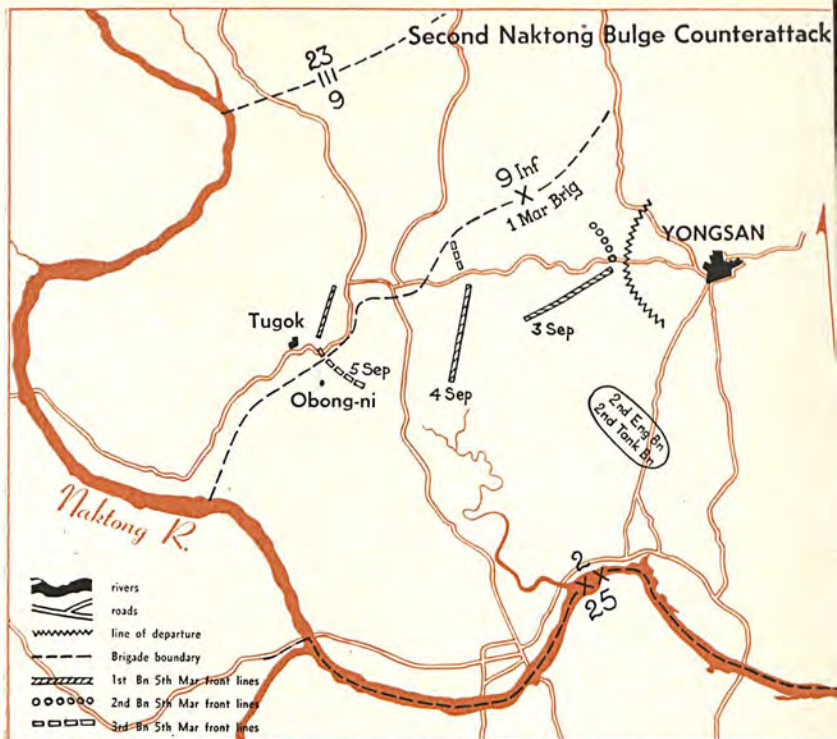 Second Naktong Bulge Counterattack
23
9
9 Inf
1 Mar Brig
YONGSAN
3 Sep
Tugok
5 Sep
4 Sep
Obong-ni
2nd Eng Bn
2nd Tank Bn
Naktong R.
2
25
rivers
roads
line of departure
Brigade boundary
1st Bn 5th Mar front lines
2nd Bn 5th Mar front lines
3rd Bn 5th Mar front lines